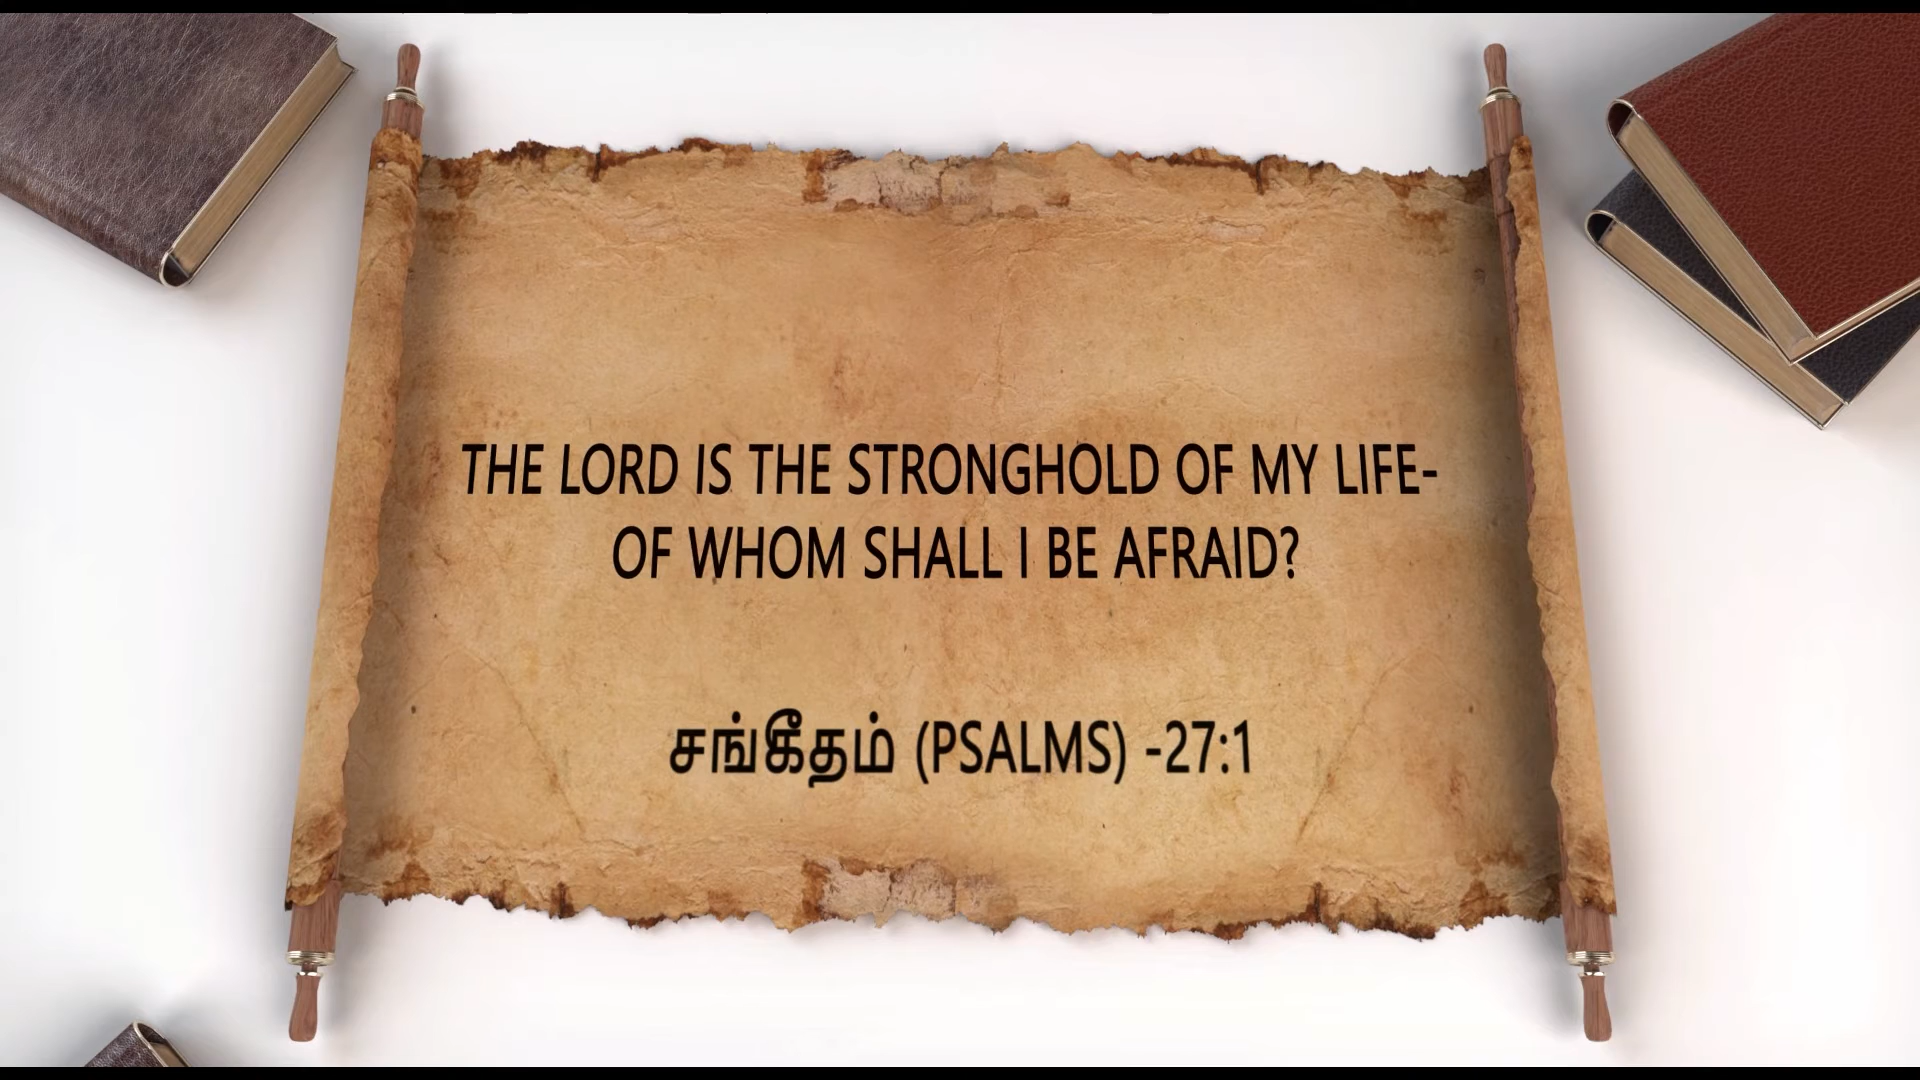 THE LORD IS THE STRONGHOLD OF MY LIFE-
OF WHOM SHALL I BE AFRAID?
சங்கீதம் (PSALMS) -27:1